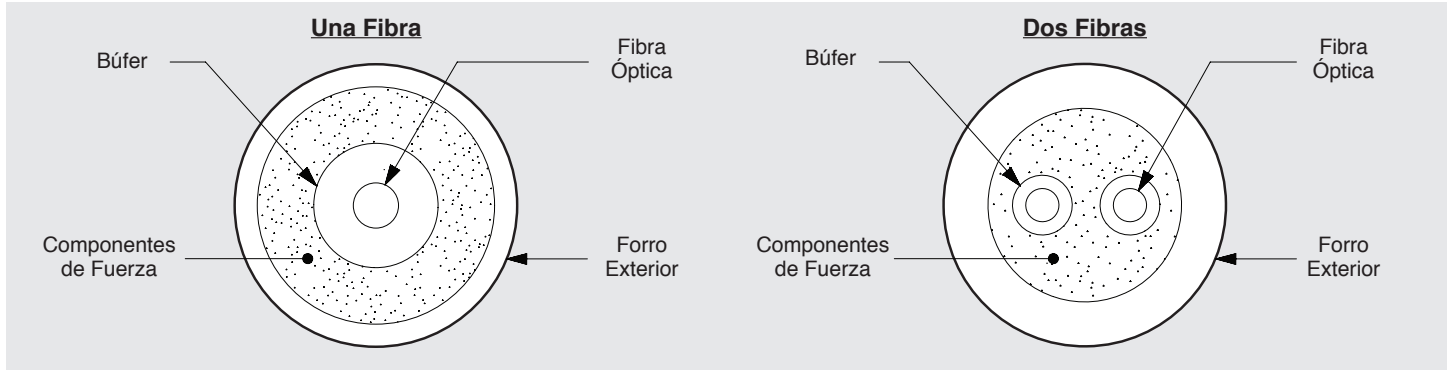 Una Fibra
Búfer
Fibra
Óptica
Componentes
de Fuerza
Forro
Exterior
Dos Fibras
Búfer
Fibra
Óptica
Componentes
de Fuerza
Forro
Exterior